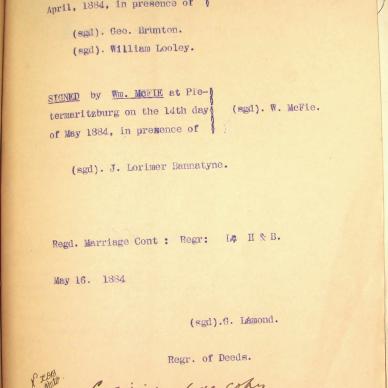 April, 1884, in presence of
(sgd). Geo. Brunton.
(sgd). William Looley.
SIGNED by Wm. McFIE at Pie-
termaritzburg on the 14th day (sgd). W. McFie.
of May 1884, in presence of
(sgd). J. Lorimer Bannatyne.
Regd. Marriage Cont : Regr: H & B.
May 16. 1884
(sgd).G. Lamond.
Regr. of Deeds.
copy